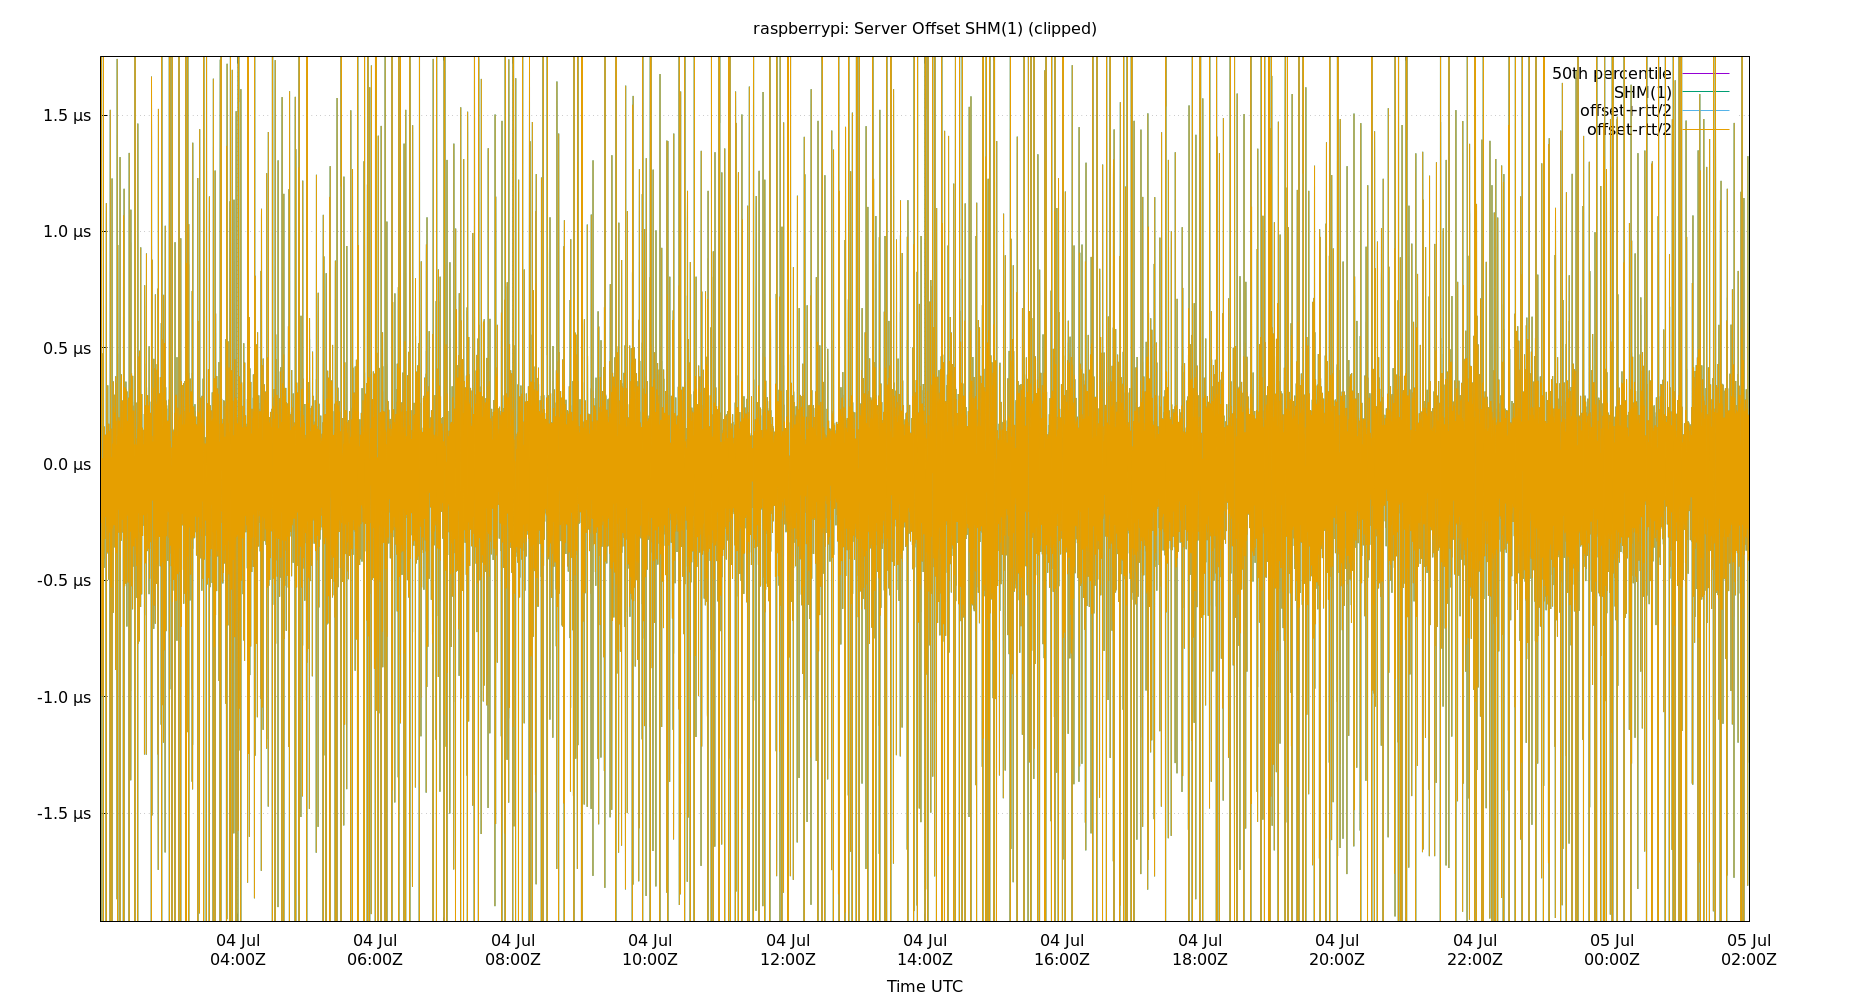 raspberrypi: Server Offset SHM(1) (clipped)
50th percentile
SHM(1)
offset+rtt/2
offset-rtt/2
1.5 µs
1.0 µs
0.5 µs
0.0 µs
-0.5 µs
-1.0 µs
-1.5 µs
04 Jul 04 Jul 04 Jul 04 Jul 04 Jul 04 Jul 04 Jul 04 Jul 04 Jul 04 Jul 05 Jul 05 Jul
04:00Z 06:00Z 08:00Z 10:00Z 12:00Z 14:00Z 16:00Z 18:00Z 20:00Z 22:00Z 00:00Z 02:00Z
Time UTC